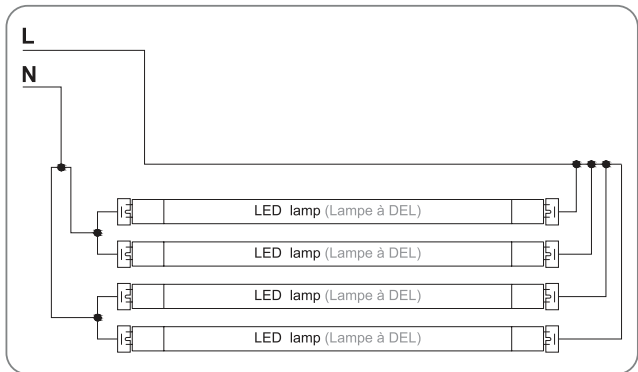 L
N
LED lamp (Lampe à DEL)
LED lamp (Lampe à DEL)
LED lamp (Lampe à DEL)
LED lamp (Lampe à DEL)